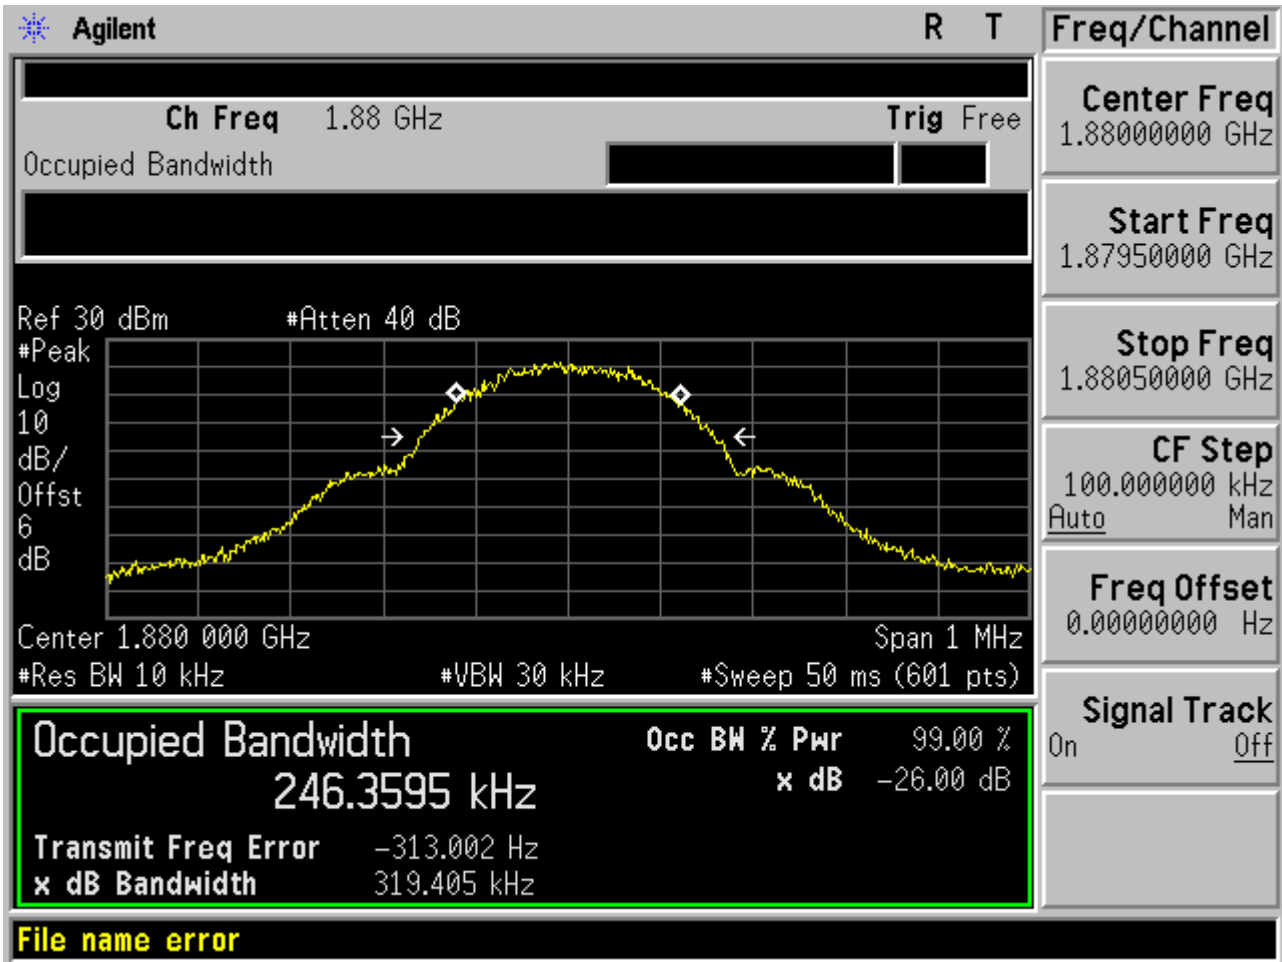 Agilent R T Freq/Channel
Ch Freq 1.88 GHz Trig Free
Occupied Bandwidth
Center Freq
1.88000000 GHz
Start Freq
1.87950000 GHz
Stop Freq
1.88050000 GHz
CF Step
100.000000 kHz
Auto Man
Freq Offset
0.00000000 Hz
Signal Track
On Off
Ref 30 dBm #Atten 40 dB
#Peak
Log
10
dB/
Offst
6
dB
Center 1.880 000 GHz Span 1 MHz
#Res BW 10 kHz #VBW 30 kHz #Sweep 50 ms (601 pts)
Occupied Bandwidth Occ BW % Pwr 99.00 %
246.3595 kHz x dB -26.00 dB
Transmit Freq Error -313.002 Hz
x dB Bandwidth 319.405 kHz
File name error